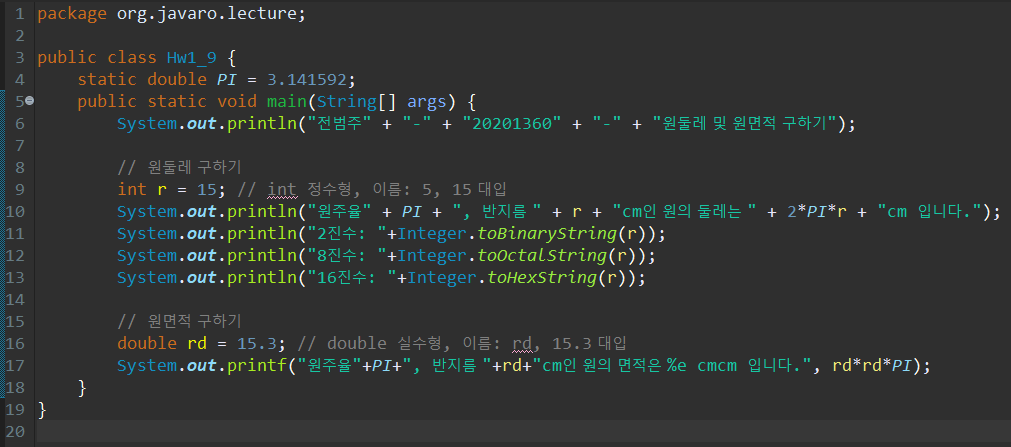 1 package org.javaro.lecture;
2
3 public class Hw1_9 {
4     static double PI = 3.141592;
5     public static void main(String[] args) {
6         System.out.println("전범주" + "-" + "20201360" + "-" + "원둘레 및 원면적 구하기");
7
8         // 원둘레 구하기
9         int r = 15; // int 정수형, 이름: 5, 15 대입
10         System.out.println("원주율" + PI + ", 반지름 " + r + "cm인 원의 둘레는 " + 2*PI*r + "cm 입니다.");
11         System.out.println("2진수: "+Integer.toBinaryString(r));
12         System.out.println("8진수: "+Integer.toOctalString(r));
13         System.out.println("16진수: "+Integer.toHexString(r));
14
15         // 원면적 구하기
16         double rd = 15.3; // double 실수형, 이름: rd, 15.3 대입
17         System.out.printf("원주율"+PI+", 반지름 "+rd+"cm인 원의 면적은 %e cmcm 입니다.", rd*rd*PI);
18     }
19 }
20